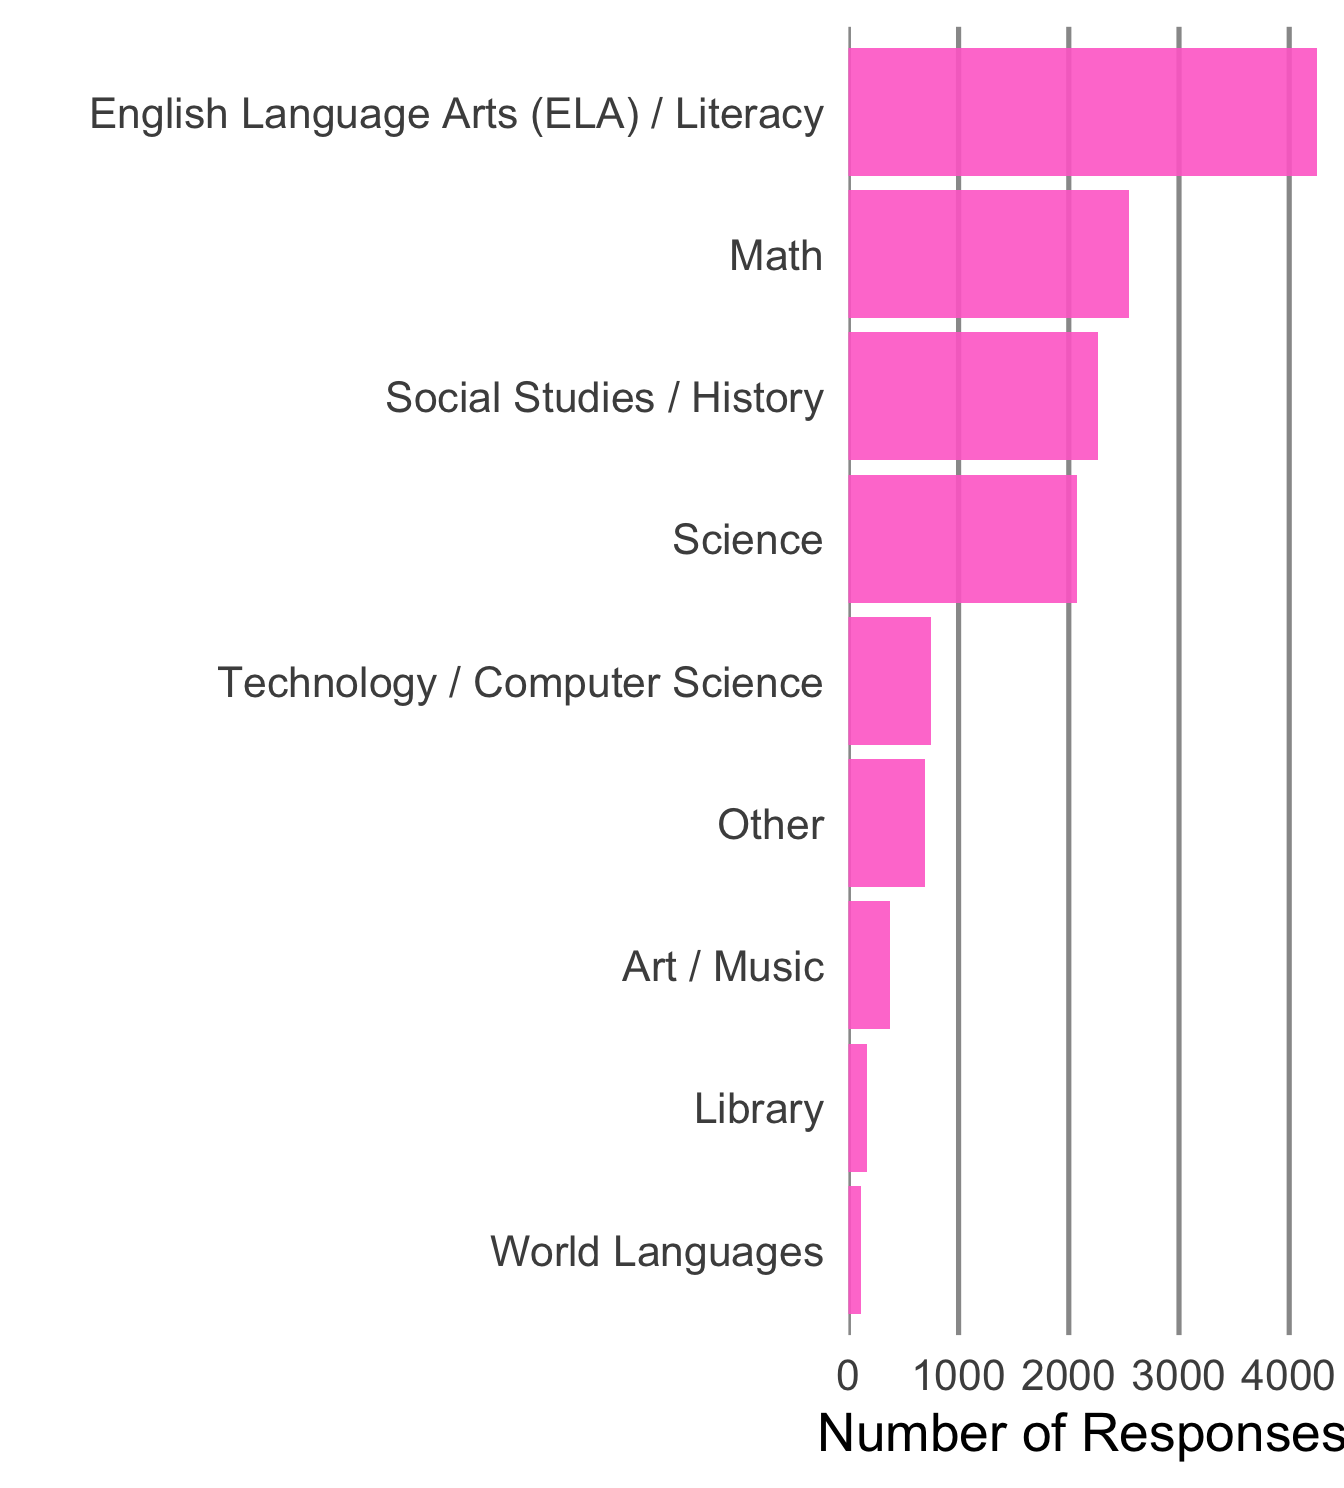 English Language Arts (ELA) / Literacy
Math
Social Studies / History
Science
Technology / Computer Science
Other
Art / Music
Library
World Languages
0 1000 2000 3000 4000
Number of Responses